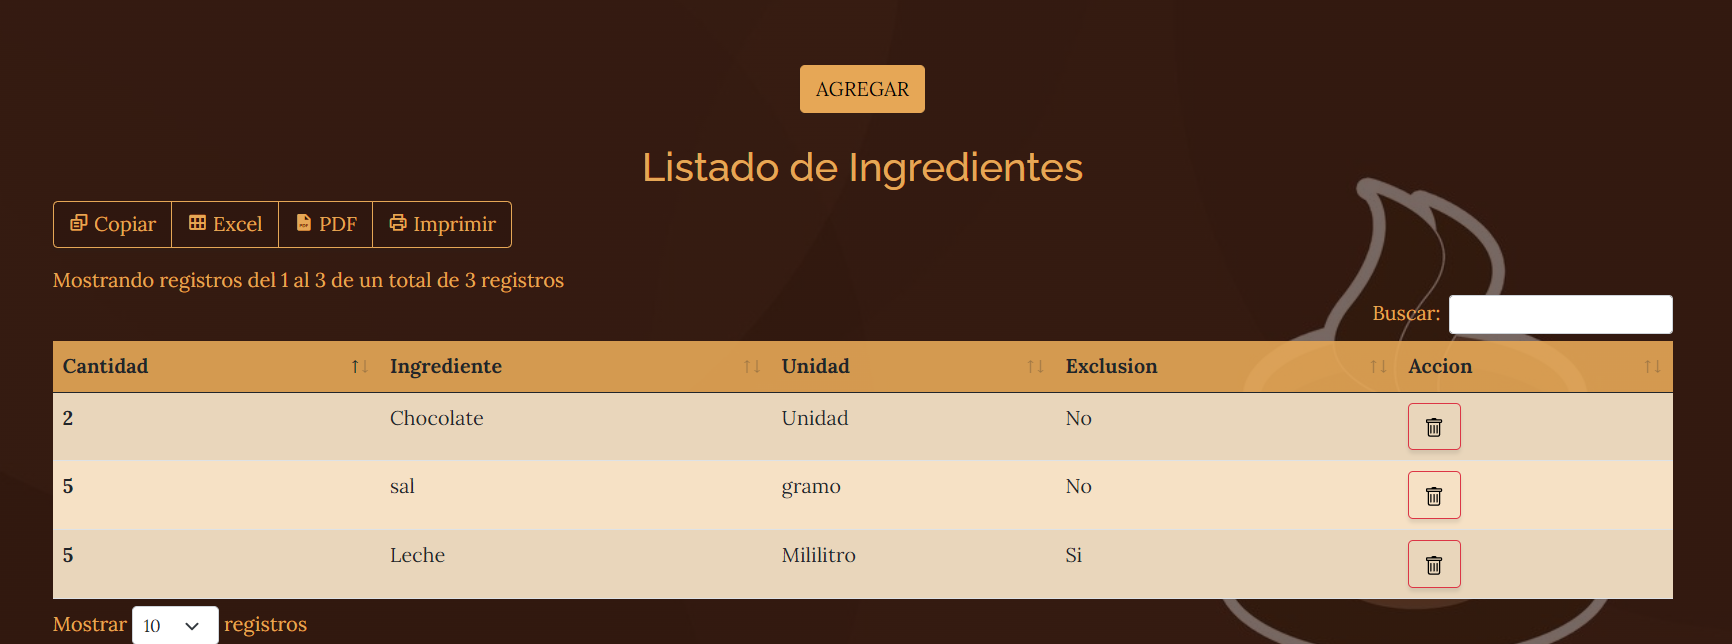 AGREGAR
Listado de Ingredientes
Copiar Excel PDF Imprimir
Mostrando registros del 1 al 3 de un total de 3 registros
Buscar:
Cantidad Ingrediente Unidad Exclusion Accion
2 Chocolate Unidad No
5 sal gramo No
5 Leche Mililitro Si
Mostrar 10 registros